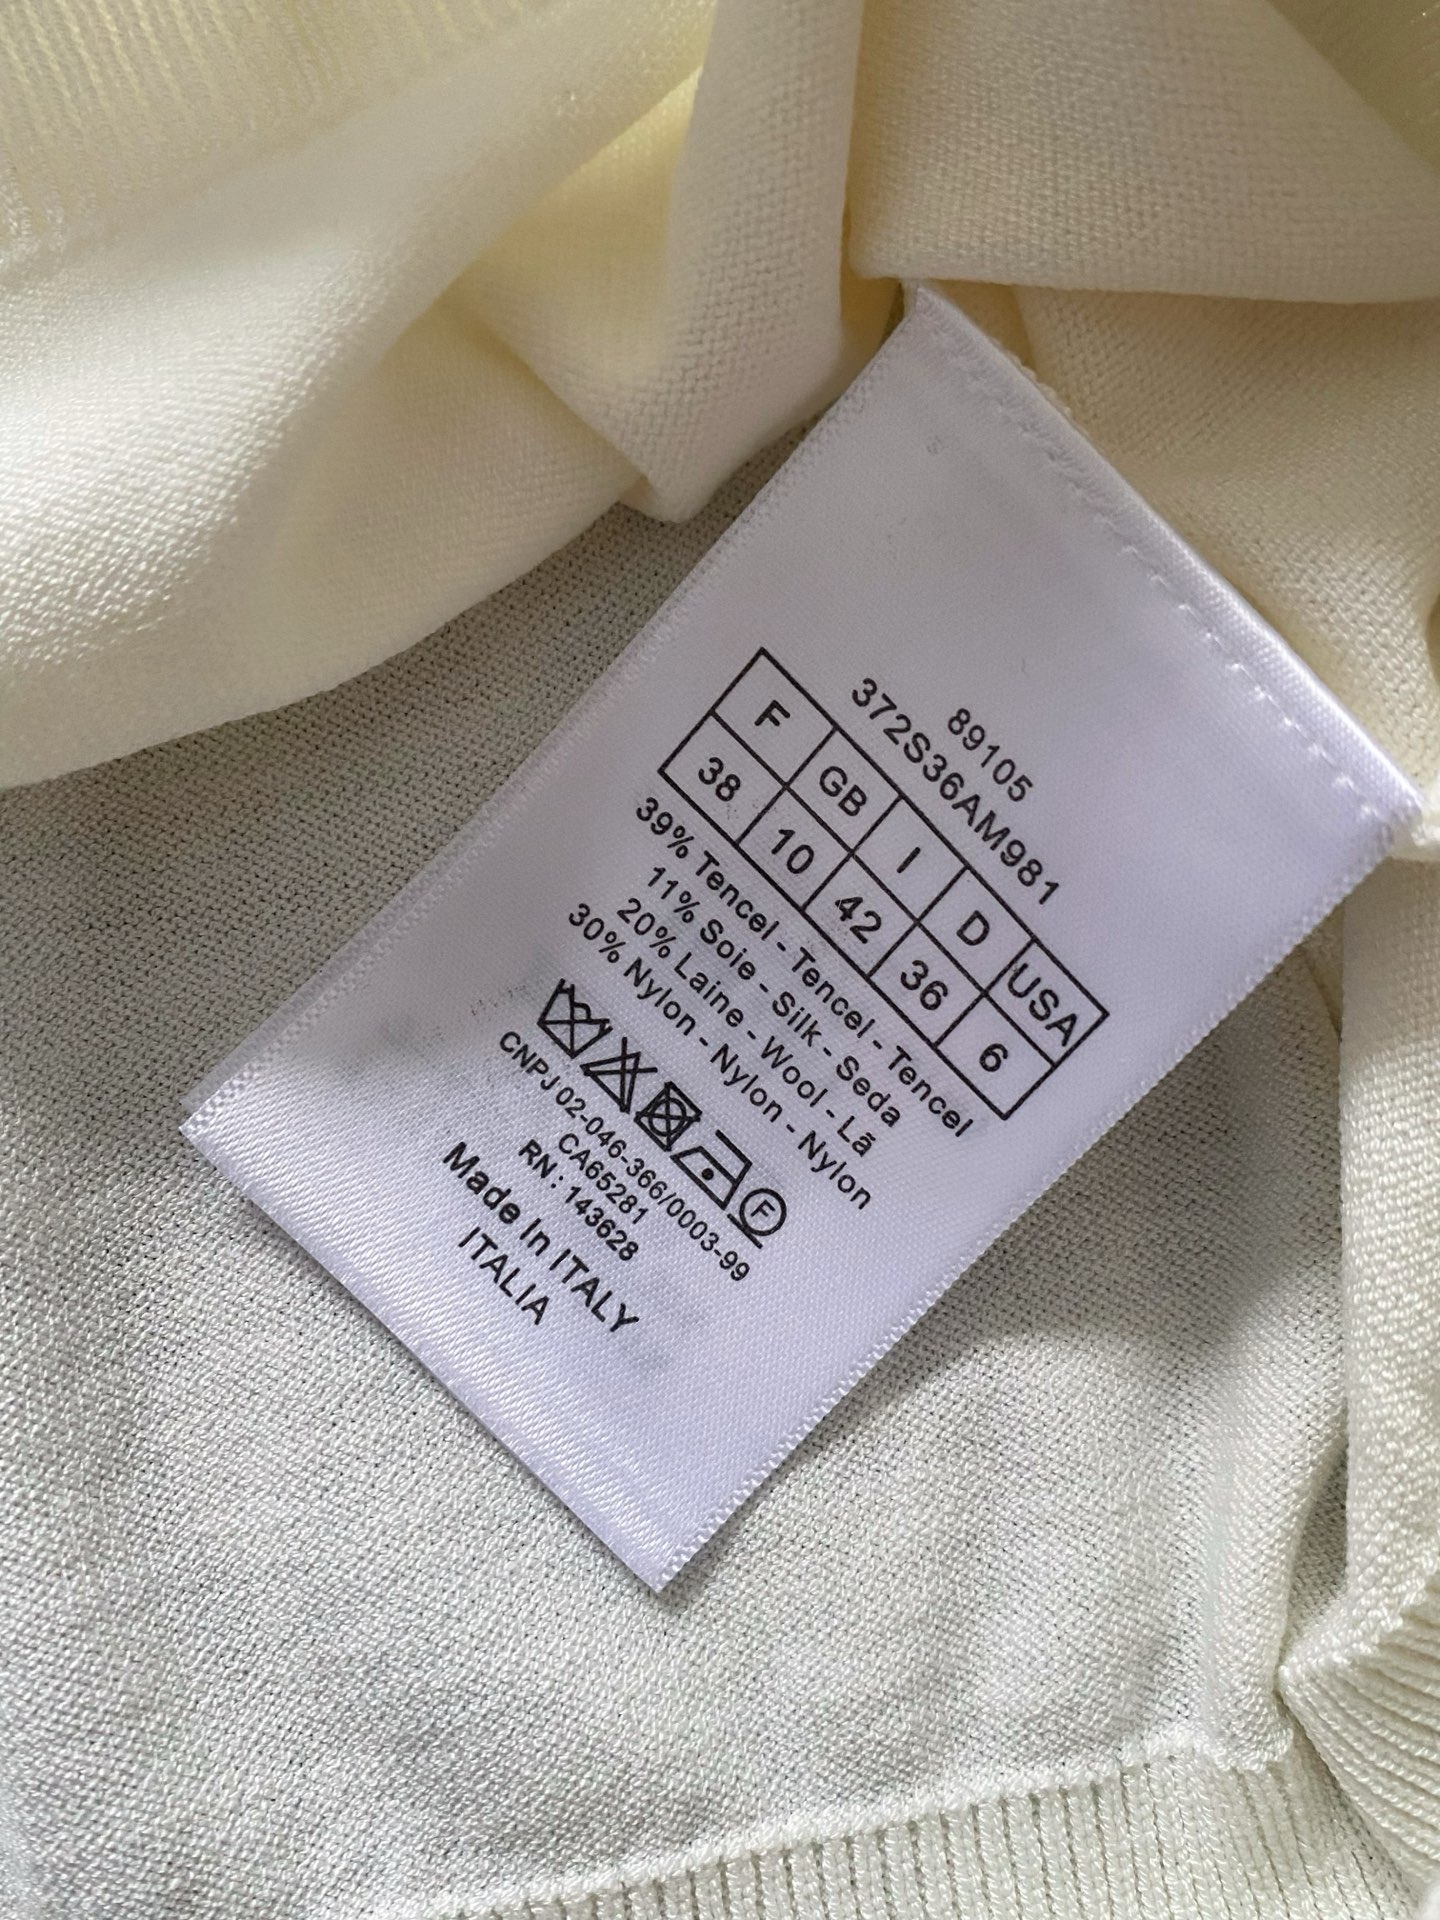 89105
372S36AM981
F GB I D USA
38 10 42 36 6
39% Tencel - Tencel - Tencel
11% Soie - Silk - Seda
20% Laine - Wool - Lã
30% Nylon - Nylon - Nylon
F
CNPJ 02-046-366/0003-99
CA65281
RN : 143628
Made In ITALY
ITALIA